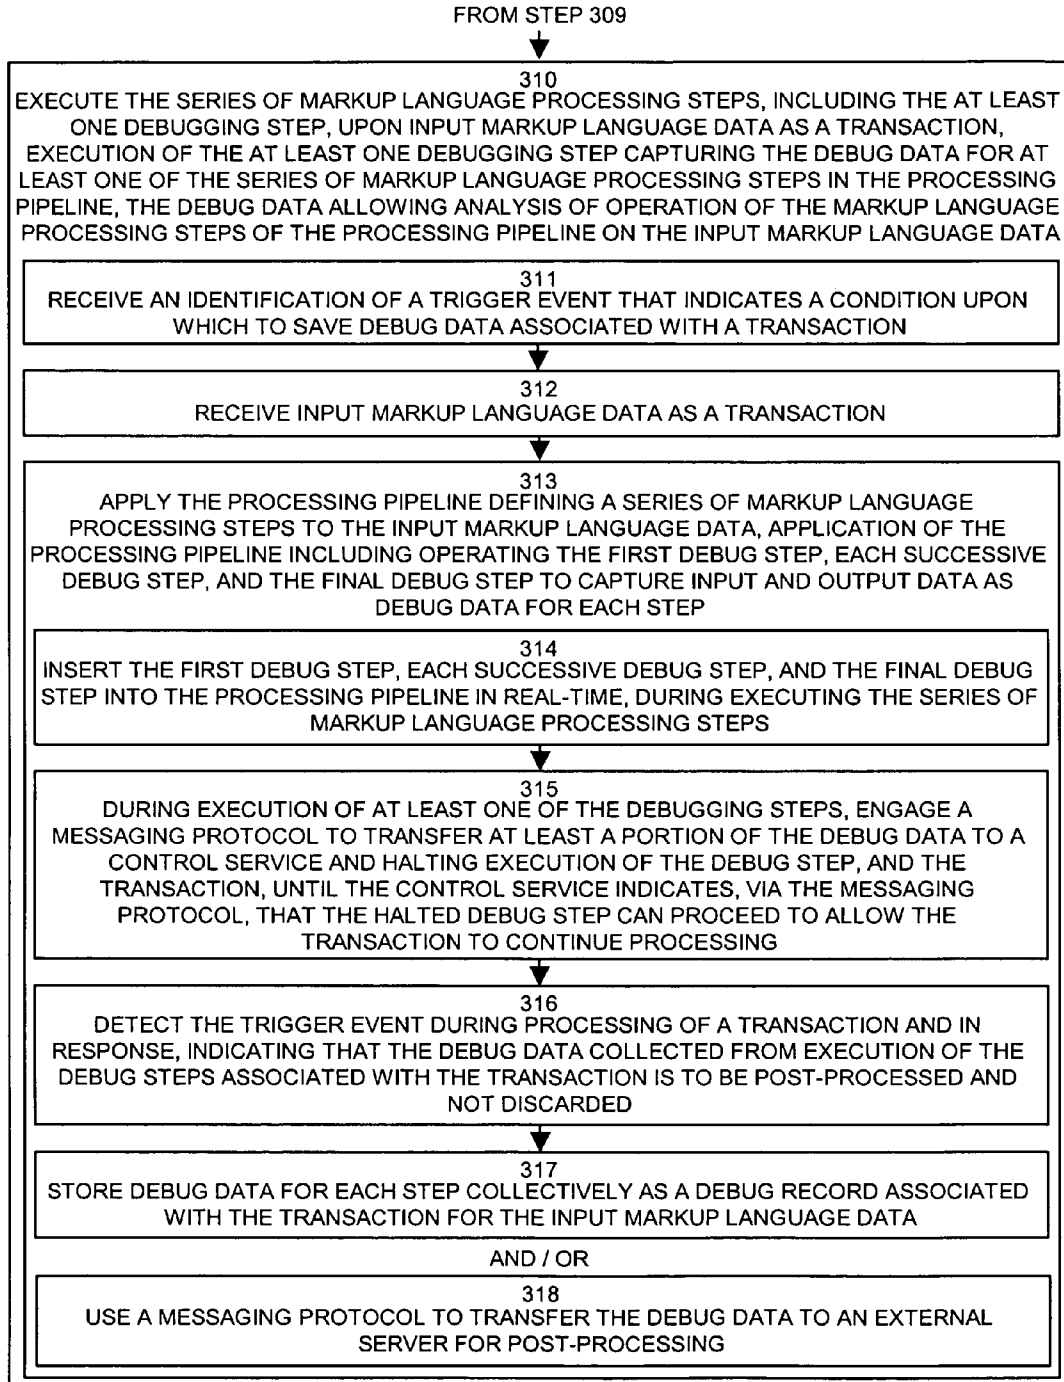 FROM STEP 309
310
EXECUTE THE SERIES OF MARKUP LANGUAGE PROCESSING STEPS, INCLUDING THE AT LEAST
ONE DEBUGGING STEP, UPON INPUT MARKUP LANGUAGE DATA AS A TRANSACTION,
EXECUTION OF THE AT LEAST ONE DEBUGGING STEP CAPTURING THE DEBUG DATA FOR AT
LEAST ONE OF THE SERIES OF MARKUP LANGUAGE PROCESSING STEPS IN THE PROCESSING
PIPELINE, THE DEBUG DATA ALLOWING ANALYSIS OF OPERATION OF THE MARKUP LANGUAGE
PROCESSING STEPS OF THE PROCESSING PIPELINE ON THE INPUT MARKUP LANGUAGE DATA
311
RECEIVE AN IDENTIFICATION OF A TRIGGER EVENT THAT INDICATES A CONDITION UPON
WHICH TO SAVE DEBUG DATA ASSOCIATED WITH A TRANSACTION
312
RECEIVE INPUT MARKUP LANGUAGE DATA AS A TRANSACTION
313
APPLY THE PROCESSING PIPELINE DEFINING A SERIES OF MARKUP LANGUAGE
PROCESSING STEPS TO THE INPUT MARKUP LANGUAGE DATA, APPLICATION OF THE
PROCESSING PIPELINE INCLUDING OPERATING THE FIRST DEBUG STEP, EACH SUCCESSIVE
DEBUG STEP, AND THE FINAL DEBUG STEP TO CAPTURE INPUT AND OUTPUT DATA AS
DEBUG DATA FOR EACH STEP
314
INSERT THE FIRST DEBUG STEP, EACH SUCCESSIVE DEBUG STEP, AND THE FINAL DEBUG
STEP INTO THE PROCESSING PIPELINE IN REAL-TIME, DURING EXECUTING THE SERIES OF
MARKUP LANGUAGE PROCESSING STEPS
315
DURING EXECUTION OF AT LEAST ONE OF THE DEBUGGING STEPS, ENGAGE A
MESSAGING PROTOCOL TO TRANSFER AT LEAST A PORTION OF THE DEBUG DATA TO A
CONTROL SERVICE AND HALTING EXECUTION OF THE DEBUG STEP, AND THE
TRANSACTION, UNTIL THE CONTROL SERVICE INDICATES, VIA THE MESSAGING
PROTOCOL, THAT THE HALTED DEBUG STEP CAN PROCEED TO ALLOW THE
TRANSACTION TO CONTINUE PROCESSING
316
DETECT THE TRIGGER EVENT DURING PROCESSING OF A TRANSACTION AND IN
RESPONSE, INDICATING THAT THE DEBUG DATA COLLECTED FROM EXECUTION OF THE
DEBUG STEPS ASSOCIATED WITH THE TRANSACTION IS TO BE POST-PROCESSED AND
NOT DISCARDED
317
STORE DEBUG DATA FOR EACH STEP COLLECTIVELY AS A DEBUG RECORD ASSOCIATED
WITH THE TRANSACTION FOR THE INPUT MARKUP LANGUAGE DATA
AND / OR
318
USE A MESSAGING PROTOCOL TO TRANSFER THE DEBUG DATA TO AN EXTERNAL
SERVER FOR POST-PROCESSING